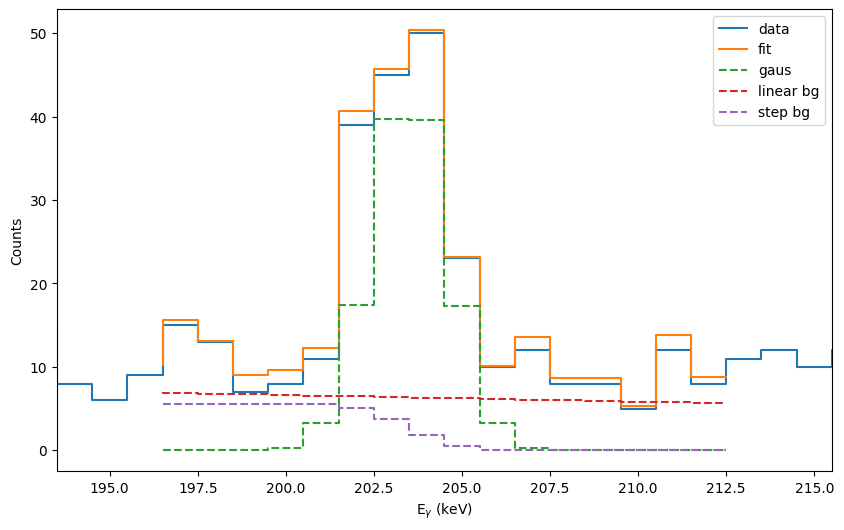 50
40
30
20
10
0
Counts
data
fit
gaus
linear bg
step bg
195.0 197.5 200.0 202.5 205.0 207.5 210.0 212.5 215.0
Eγ (keV)